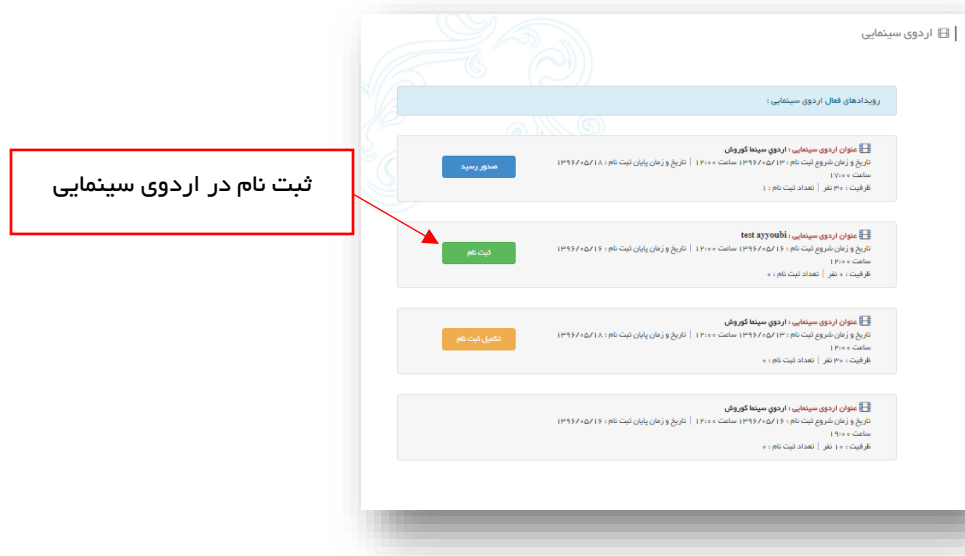 اردوی سینمایی
رویدادهای فعال اردوی سینمایی :
عنوان اردوی سینمایی : اردوي سینما کوروش
تاریخ و زمان شروع ثبت نام : ۱۳۹۶/۰۵/۱۳ ساعت ۱۲:۰۰ | تاریخ و زمان پایان ثبت نام : ۱۳۹۶/۰۵/۱۸
ساعت ۱۷:۰۰
ظرفیت : ۳۰ نفر | تعداد ثبت نام : ۱
صدور رسید
ثبت نام در اردوی سینمایی
عنوان اردوی سینمایی : test ayyoubi
تاریخ و زمان شروع ثبت نام : ۱۳۹۶/۰۵/۱۶ ساعت ۱۲:۰۰ | تاریخ و زمان پایان ثبت نام : ۱۳۹۶/۰۵/۱۶
ساعت ۱۲:۰۰
ظرفیت : ۰ نفر | تعداد ثبت نام : ۰
ثبت نام
عنوان اردوی سینمایی : اردوي سینما کوروش
تاریخ و زمان شروع ثبت نام : ۱۳۹۶/۰۵/۱۳ ساعت ۱۲:۰۰ | تاریخ و زمان پایان ثبت نام : ۱۳۹۶/۰۵/۱۸
ساعت ۱۲:۰۰
ظرفیت : ۳۰ نفر | تعداد ثبت نام : ۰
تکمیل ثبت نام
عنوان اردوی سینمایی : اردوي سینما کوروش
تاریخ و زمان شروع ثبت نام : ۱۳۹۶/۰۵/۱۶ ساعت ۱۲:۰۰ | تاریخ و زمان پایان ثبت نام : ۱۳۹۶/۰۵/۱۶
ساعت ۱۹:۰۰
ظرفیت : ۱۰ نفر | تعداد ثبت نام : ۰